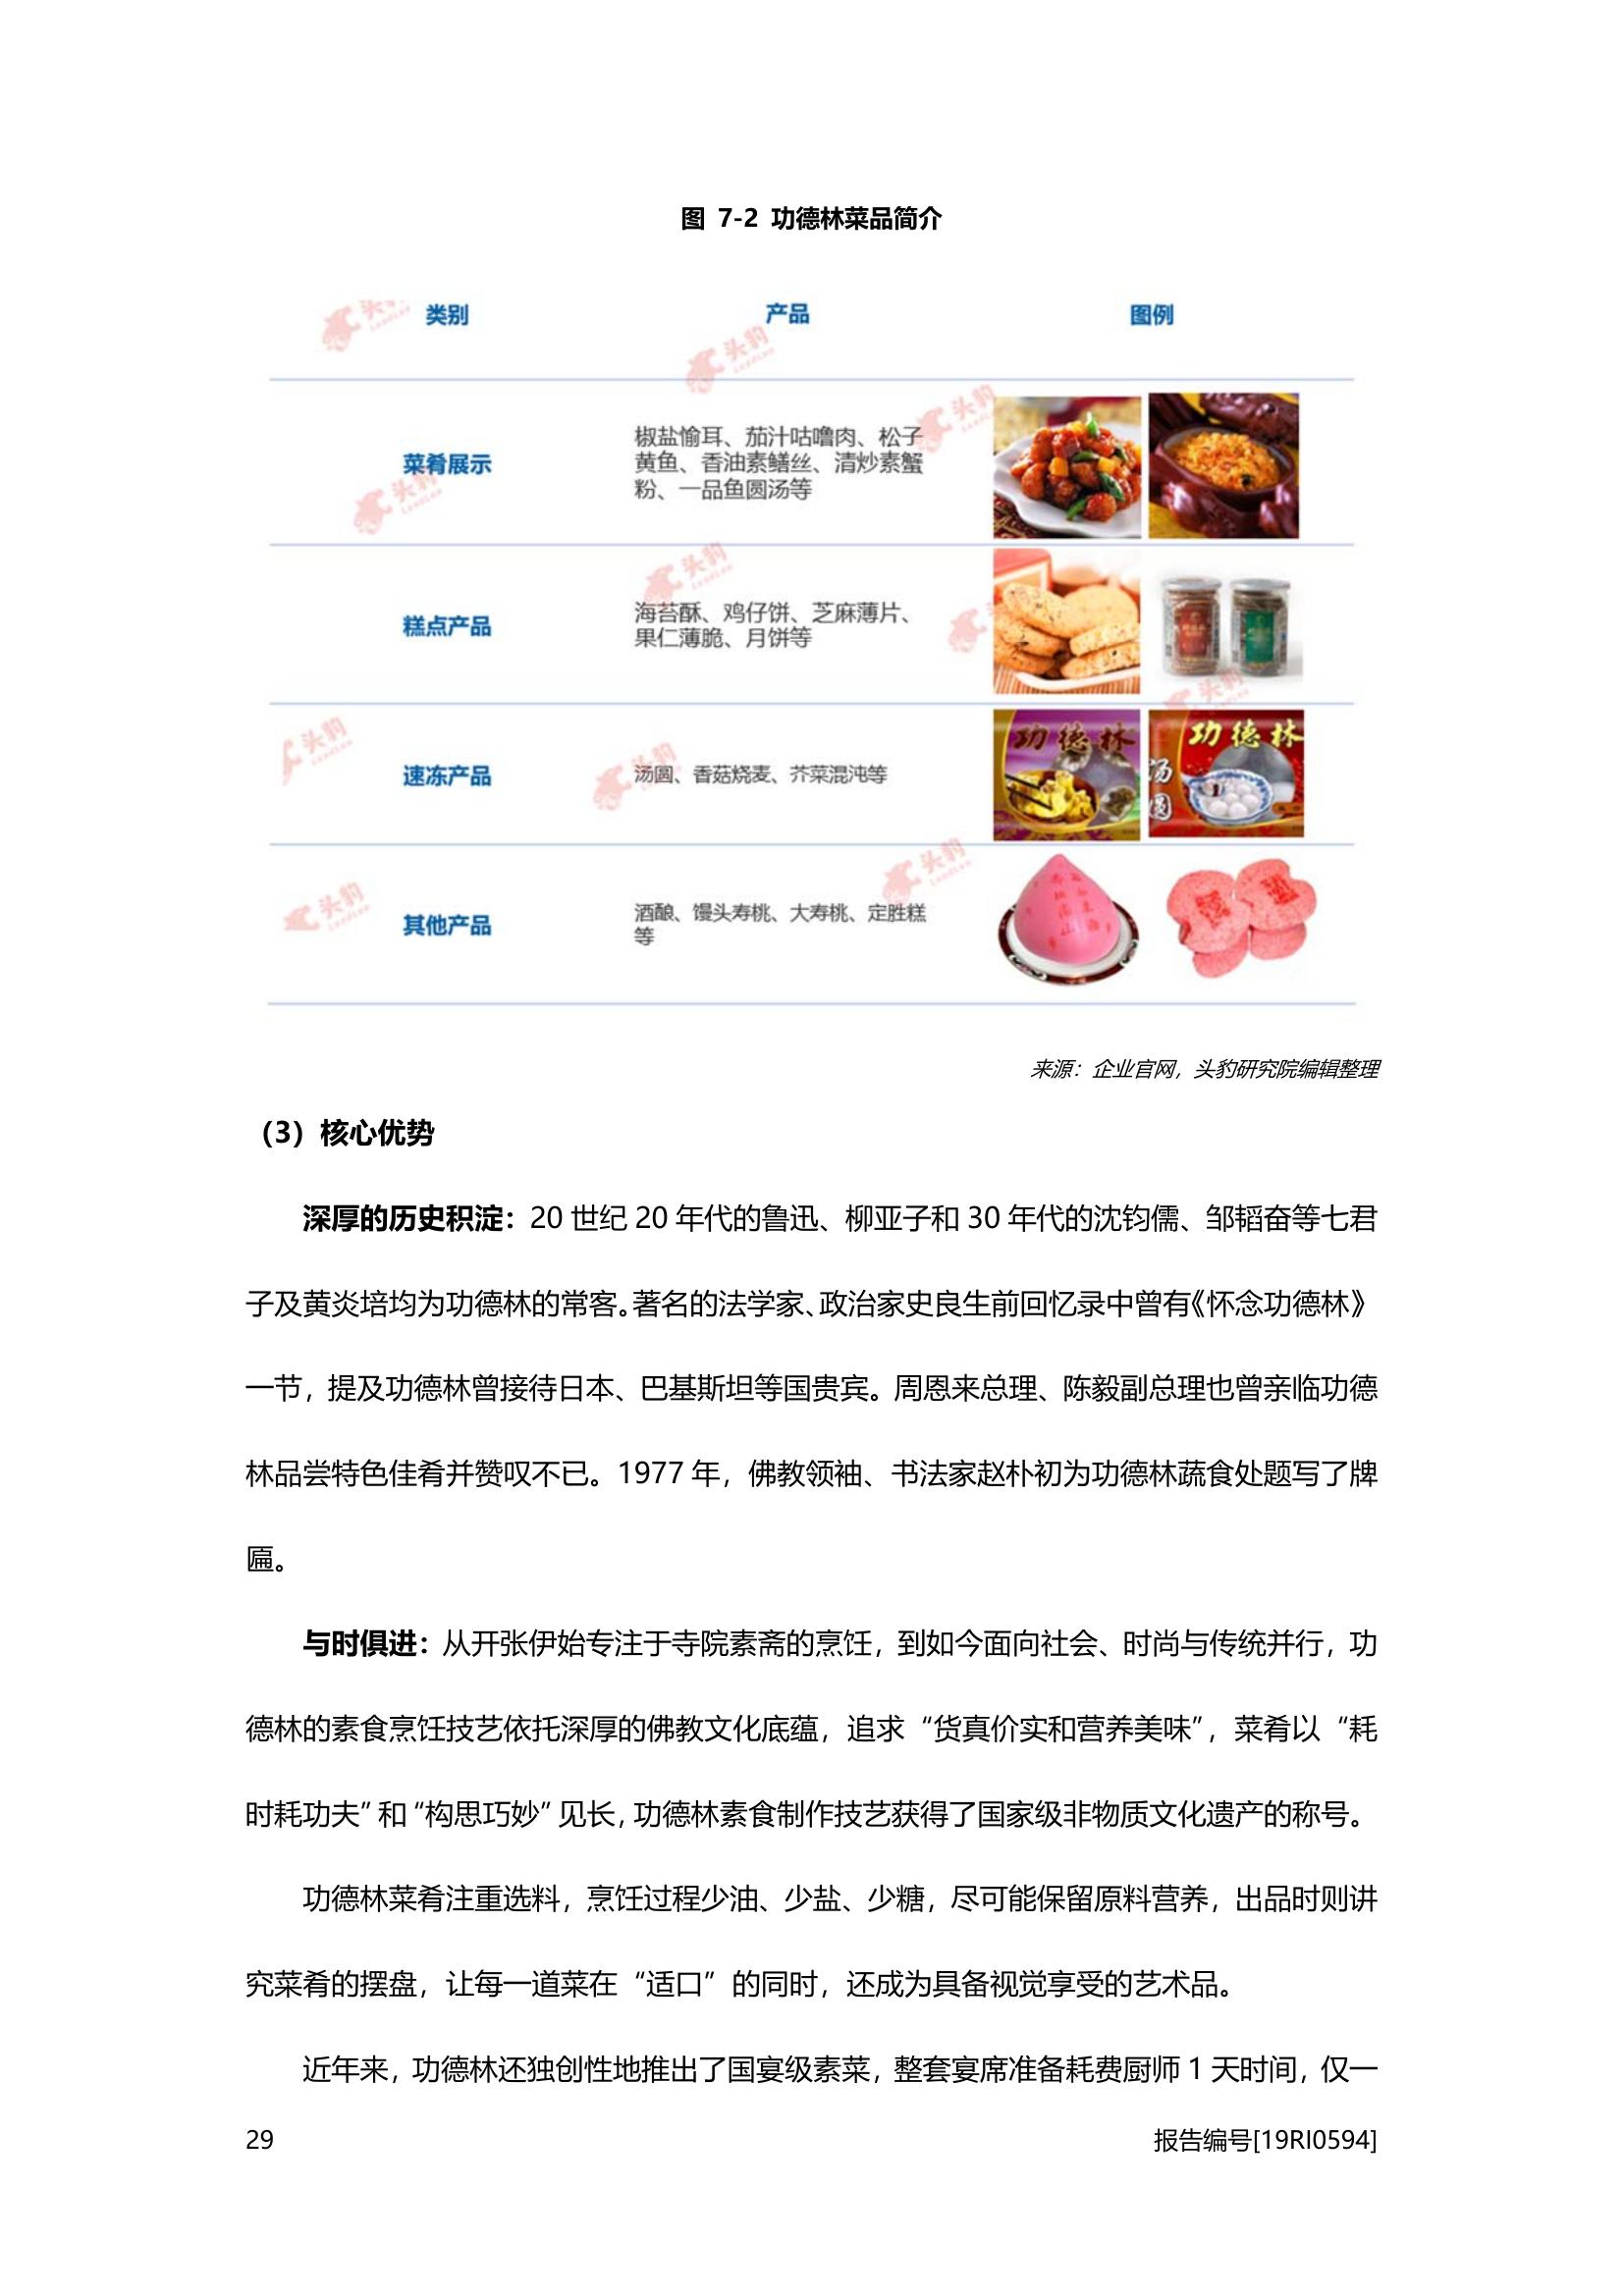 图 7-2 功德林菜品简介
类别 产品 图例
菜肴展示
椒盐愉耳、茄汁咕噜肉、松子
黄鱼、香油素鳝丝、清炒素蟹
粉、一品鱼圆汤等
糕点产品
海苔酥、鸡仔饼、芝麻薄片、
果仁薄脆、月饼等
速冻产品
汤圆、香菇烧麦、芥菜混沌等
功德林
功德林
汤
圆
其他产品
酒酿、馒头寿桃、大寿桃、定胜糕
等
头豹
LeadLeo
来源：企业官网，头豹研究院编辑整理
（3）核心优势
深厚的历史积淀：20 世纪 20 年代的鲁迅、柳亚子和 30 年代的沈钧儒、邹韬奋等七君
子及黄炎培均为功德林的常客。著名的法学家、政治家史良生前回忆录中曾有《怀念功德林》
一节，提及功德林曾接待日本、巴基斯坦等国贵宾。周恩来总理、陈毅副总理也曾亲临功德
林品尝特色佳肴并赞叹不已。1977 年，佛教领袖、书法家赵朴初为功德林蔬食处题写了牌
匾。
与时俱进：从开张伊始专注于寺院素斋的烹饪，到如今面向社会、时尚与传统并行，功
德林的素食烹饪技艺依托深厚的佛教文化底蕴，追求“货真价实和营养美味”，菜肴以“耗
时耗功夫”和“构思巧妙”见长，功德林素食制作技艺获得了国家级非物质文化遗产的称号。
功德林菜肴注重选料，烹饪过程少油、少盐、少糖，尽可能保留原料营养，出品时则讲
究菜肴的摆盘，让每一道菜在“适口”的同时，还成为具备视觉享受的艺术品。
近年来，功德林还独创性地推出了国宴级素菜，整套宴席准备耗费厨师 1 天时间，仅一
29 报告编号[19RI0594]